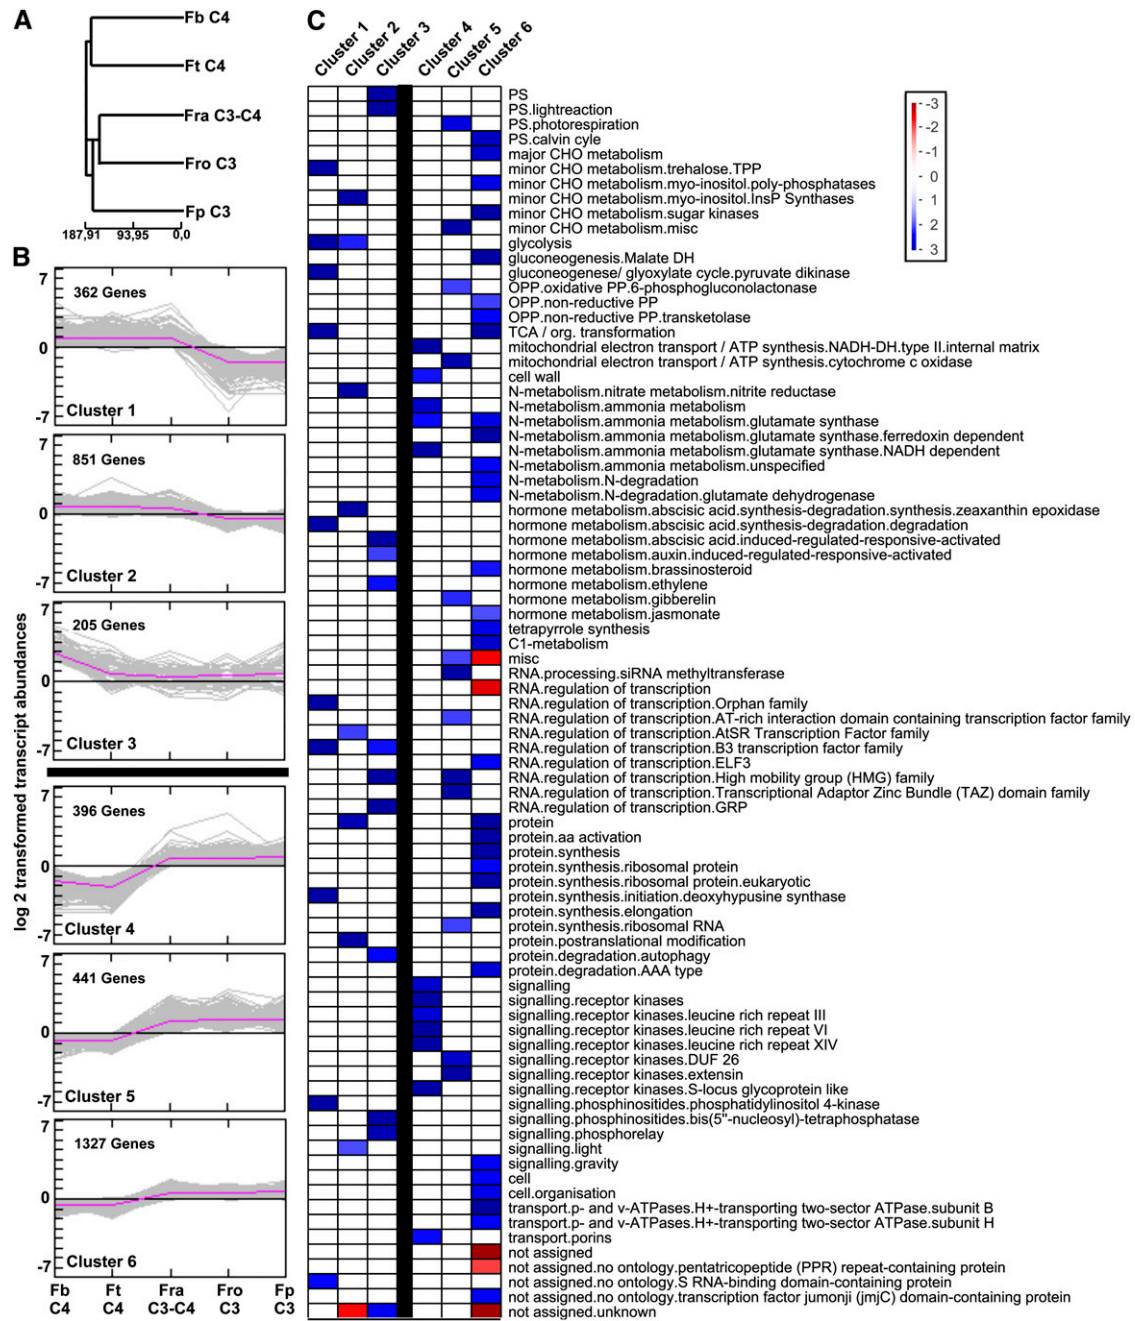 A
Fb C4
Ft C4
Fra C3-C4
Fro C3
Fp C3
187,91 93,95 0,0
B
log 2 transformed transcript abundances
7
362 Genes
0
-7
Cluster 1
7
851 Genes
0
-7
Cluster 2
7
205 Genes
0
-7
Cluster 3
7
396 Genes
0
-7
Cluster 4
7
441 Genes
0
-7
Cluster 5
7
1327 Genes
0
-7
Cluster 6
Fb Ft Fra Fro Fp
C4 C4 C3-C4 C3 C3
C
Cluster 1
Cluster 2
Cluster 3
Cluster 4
Cluster 5
Cluster 6
-3
-2
-1
0
1
2
3
PS
PS.lightreaction
PS.photorespiration
PS.calvin cyle
major CHO metabolism
minor CHO metabolism.trehalose.TPP
minor CHO metabolism.myo-inositol.poly-phosphatases
minor CHO metabolism.myo-inositol.InsP Synthases
minor CHO metabolism.sugar kinases
minor CHO metabolism.misc
glycolysis
gluconeogenesis.Malate DH
gluconeogenese/ glyoxylate cycle.pyruvate dikinase
OPP.oxidative PP.6-phosphogluconolactonase
OPP.non-reductive PP
OPP.non-reductive PP.transketolase
TCA / org. transformation
mitochondrial electron transport / ATP synthesis.NADH-DH.type II.internal matrix
mitochondrial electron transport / ATP synthesis.cytochrome c oxidase
cell wall
N-metabolism.nitrate metabolism.nitrite reductase
N-metabolism.ammonia metabolism
N-metabolism.ammonia metabolism.glutamate synthase
N-metabolism.ammonia metabolism.glutamate synthase.ferredoxin dependent
N-metabolism.ammonia metabolism.glutamate synthase.NADH dependent
N-metabolism.ammonia metabolism.unspecified
N-metabolism.N-degradation
N-metabolism.N-degradation.glutamate dehydrogenase
hormone metabolism.abscisic acid.synthesis-degradation.synthesis.zeaxanthin epoxidase
hormone metabolism.abscisic acid.synthesis-degradation.degradation
hormone metabolism.abscisic acid.induced-regulated-responsive-activated
hormone metabolism.auxin.induced-regulated-responsive-activated
hormone metabolism.brassinosteroid
hormone metabolism.ethylene
hormone metabolism.gibberelin
hormone metabolism.jasmonate
tetrapyrrole synthesis
C1-metabolism
misc
RNA.processing.siRNA methyltransferase
RNA.regulation of transcription
RNA.regulation of transcription.Orphan family
RNA.regulation of transcription.AT-rich interaction domain containing transcription factor family
RNA.regulation of transcription.AtSR Transcription Factor family
RNA.regulation of transcription.B3 transcription factor family
RNA.regulation of transcription.ELF3
RNA.regulation of transcription.High mobility group (HMG) family
RNA.regulation of transcription.Transcriptional Adaptor Zinc Bundle (TAZ) domain family
RNA.regulation of transcription.GRP
protein
protein.aa activation
protein.synthesis
protein.synthesis.ribosomal protein
protein.synthesis.ribosomal protein.eukaryotic
protein.synthesis.initiation.deoxyhypusine synthase
protein.synthesis.elongation
protein.synthesis.ribosomal RNA
protein.postranslational modification
protein.degradation.autophagy
protein.degradation.AAA type
signalling
signalling.receptor kinases
signalling.receptor kinases.leucine rich repeat III
signalling.receptor kinases.leucine rich repeat VI
signalling.receptor kinases.leucine rich repeat XIV
signalling.receptor kinases.DUF 26
signalling.receptor kinases.extensin
signalling.receptor kinases.S-locus glycoprotein like
signalling.phosphinositides.phosphatidylinositol 4-kinase
signalling.phosphinositides.bis(5"-nucleosyl)-tetraphosphatase
signalling.phosphorelay
signalling.light
signalling.gravity
cell
cell.organisation
transport.p- and v-ATPases.H+-transporting two-sector ATPase.subunit B
transport.p- and v-ATPases.H+-transporting two-sector ATPase.subunit H
transport.porins
not assigned
not assigned.no ontology.pentatricopeptide (PPR) repeat-containing protein
not assigned.no ontology.S RNA-binding domain-containing protein
not assigned.no ontology.transcription factor jumonji (jmjC) domain-containing protein
not assigned.unknown